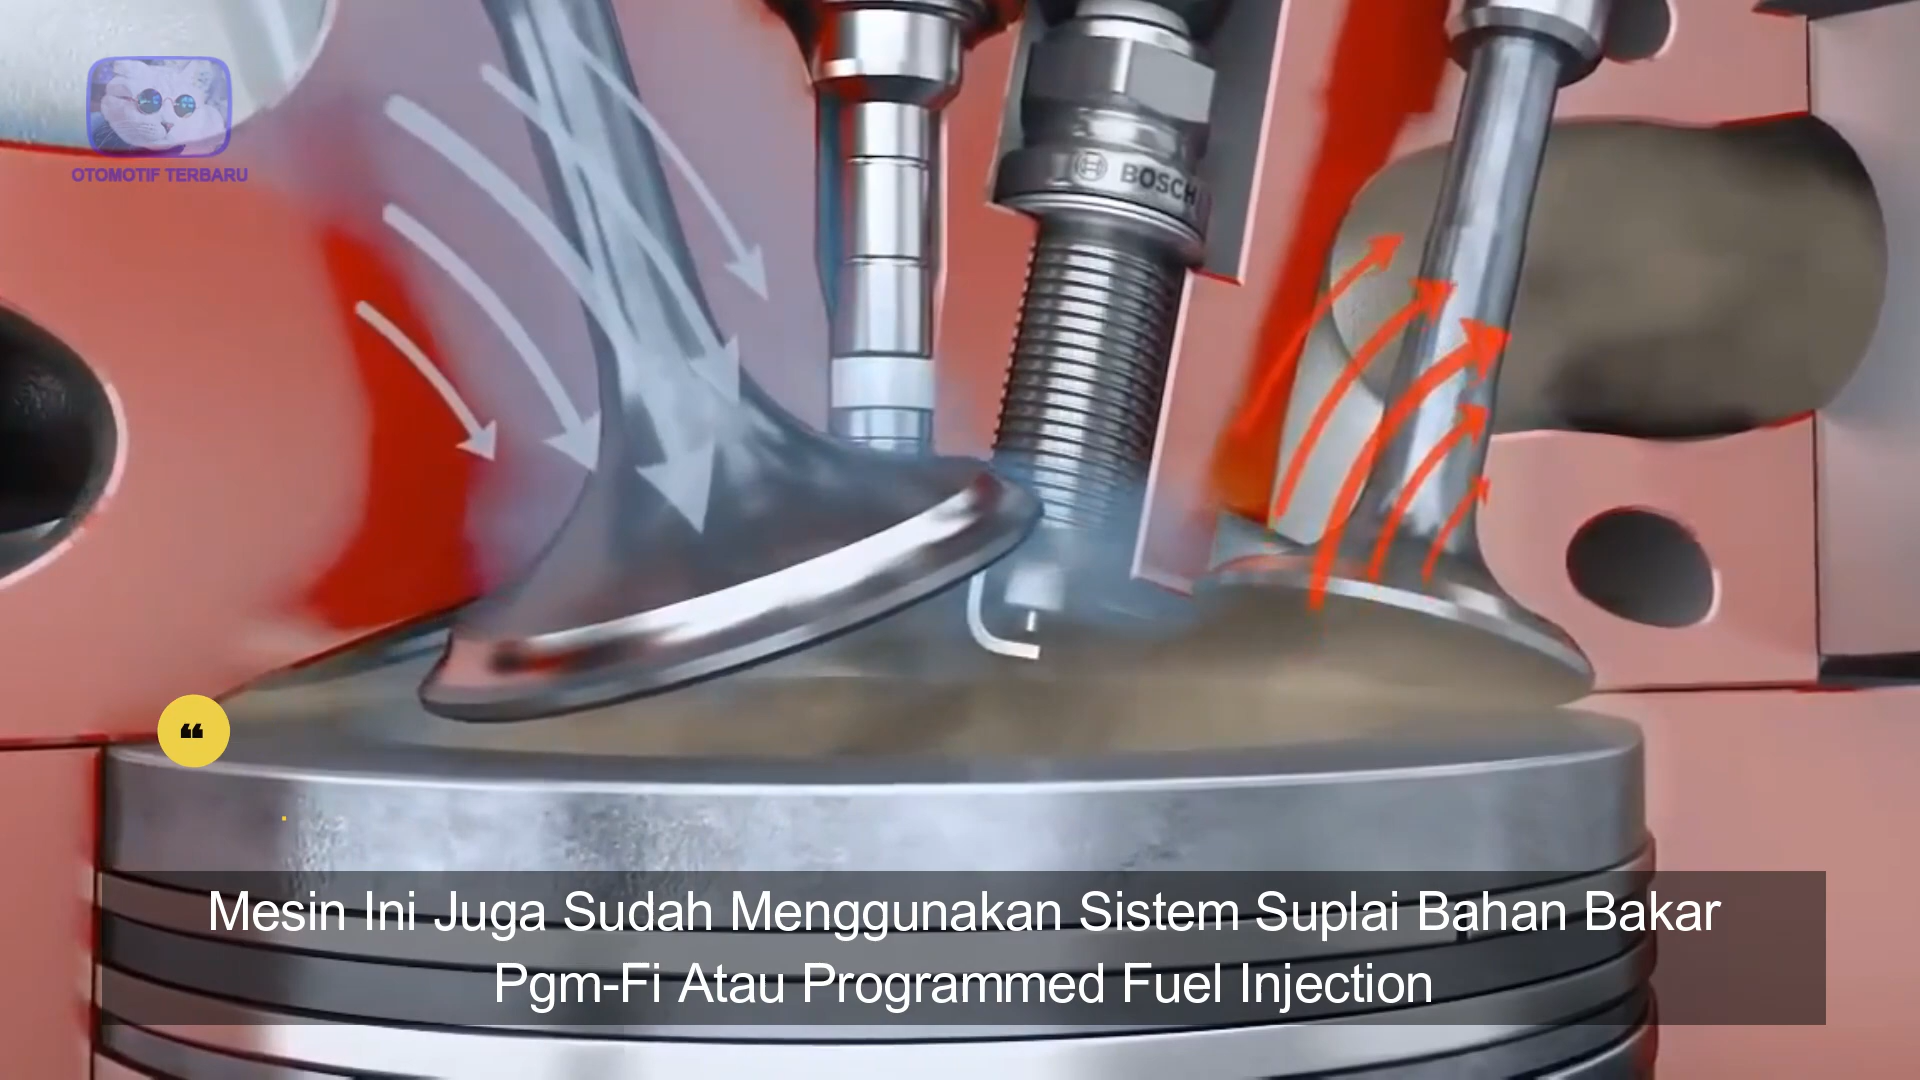 OTOMOTIF TERBARU
BOSCH
❝
Mesin Ini Juga Sudah Menggunakan Sistem Suplai Bahan Bakar
Pgm-Fi Atau Programmed Fuel Injection